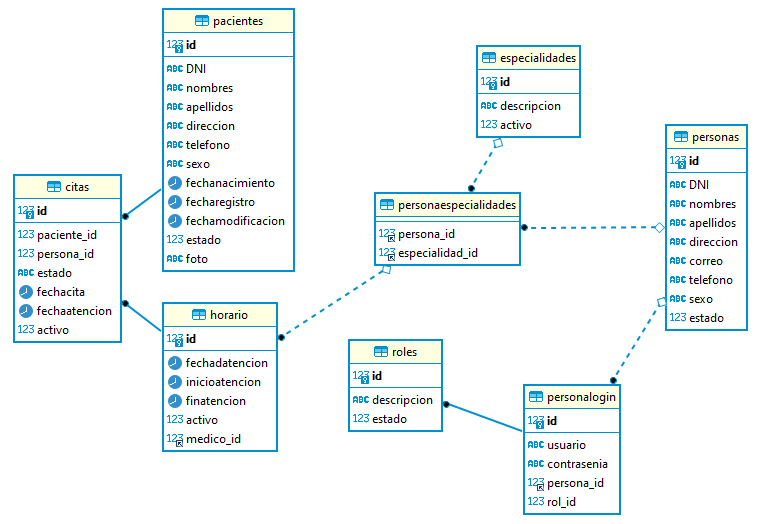 pacientes
123 id
ABC DNI
ABC nombres
ABC apellidos
ABC direccion
ABC telefono
ABC sexo
fechanacimiento
fecharegistro
fechamodificacion
123 estado
ABC foto
especialidades
123 id
ABC descripcion
123 activo
personas
123 id
ABC DNI
ABC nombres
ABC apellidos
ABC direccion
ABC correo
ABC telefono
123 sexo
123 estado
citas
123 id
123 paciente_id
123 persona_id
ABC estado
fechacita
fechaatencion
123 activo
personaespecialidades
123 persona_id
123 especialidad_id
horario
123 id
fechadatencion
inicioatencion
finatencion
123 activo
123 medico_id
roles
123 id
ABC descripcion
123 estado
personalogin
123 id
ABC usuario
ABC contrasenia
123 persona_id
123 rol_id